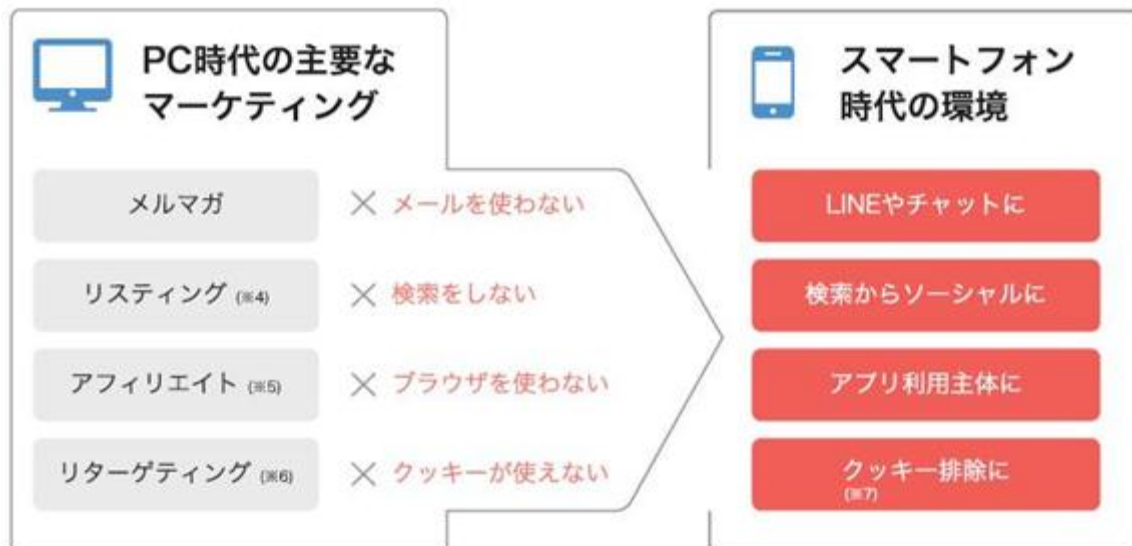 PC時代の主要な
マーケティング
スマートフォン
時代の環境
メルマガ
× メールを使わない
LINEやチャットに
リスティング (※4)
× 検索をしない
検索からソーシャルに
アフィリエイト (※5)
× ブラウザを使わない
アプリ利用主体に
リターゲティング (※6)
× クッキーが使えない
クッキー排除に
(※7)